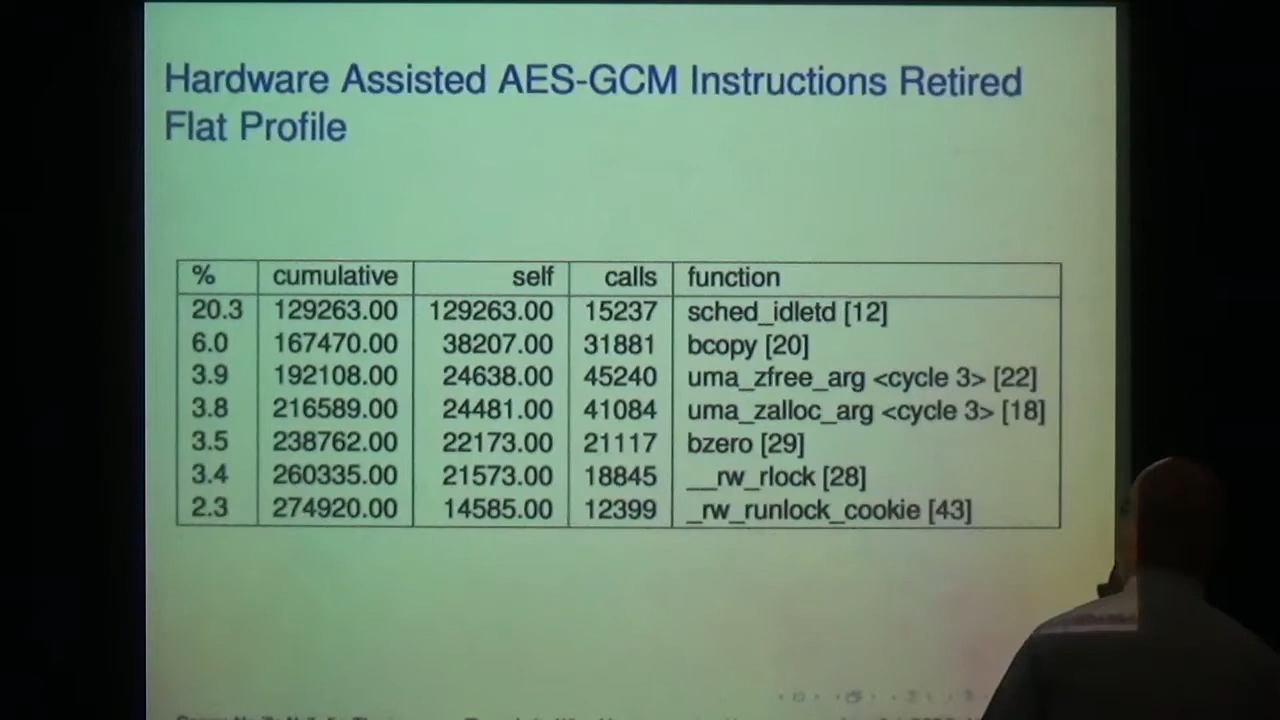 Hardware Assisted AES-GCM Instructions Retired
Flat Profile
% cumulative self calls function
20.3 129263.00 129263.00 15237 sched_idletd [12]
6.0 167470.00 38207.00 31881 bcopy [20]
3.9 192108.00 24638.00 45240 uma_zfree_arg <cycle 3> [22]
3.8 216589.00 24481.00 41084 uma_zalloc_arg <cycle 3> [18]
3.5 238762.00 22173.00 21117 bzero [29]
3.4 260335.00 21573.00 18845 __rw_rlock [28]
2.3 274920.00 14585.00 12399 _rw_runlock_cookie [43]